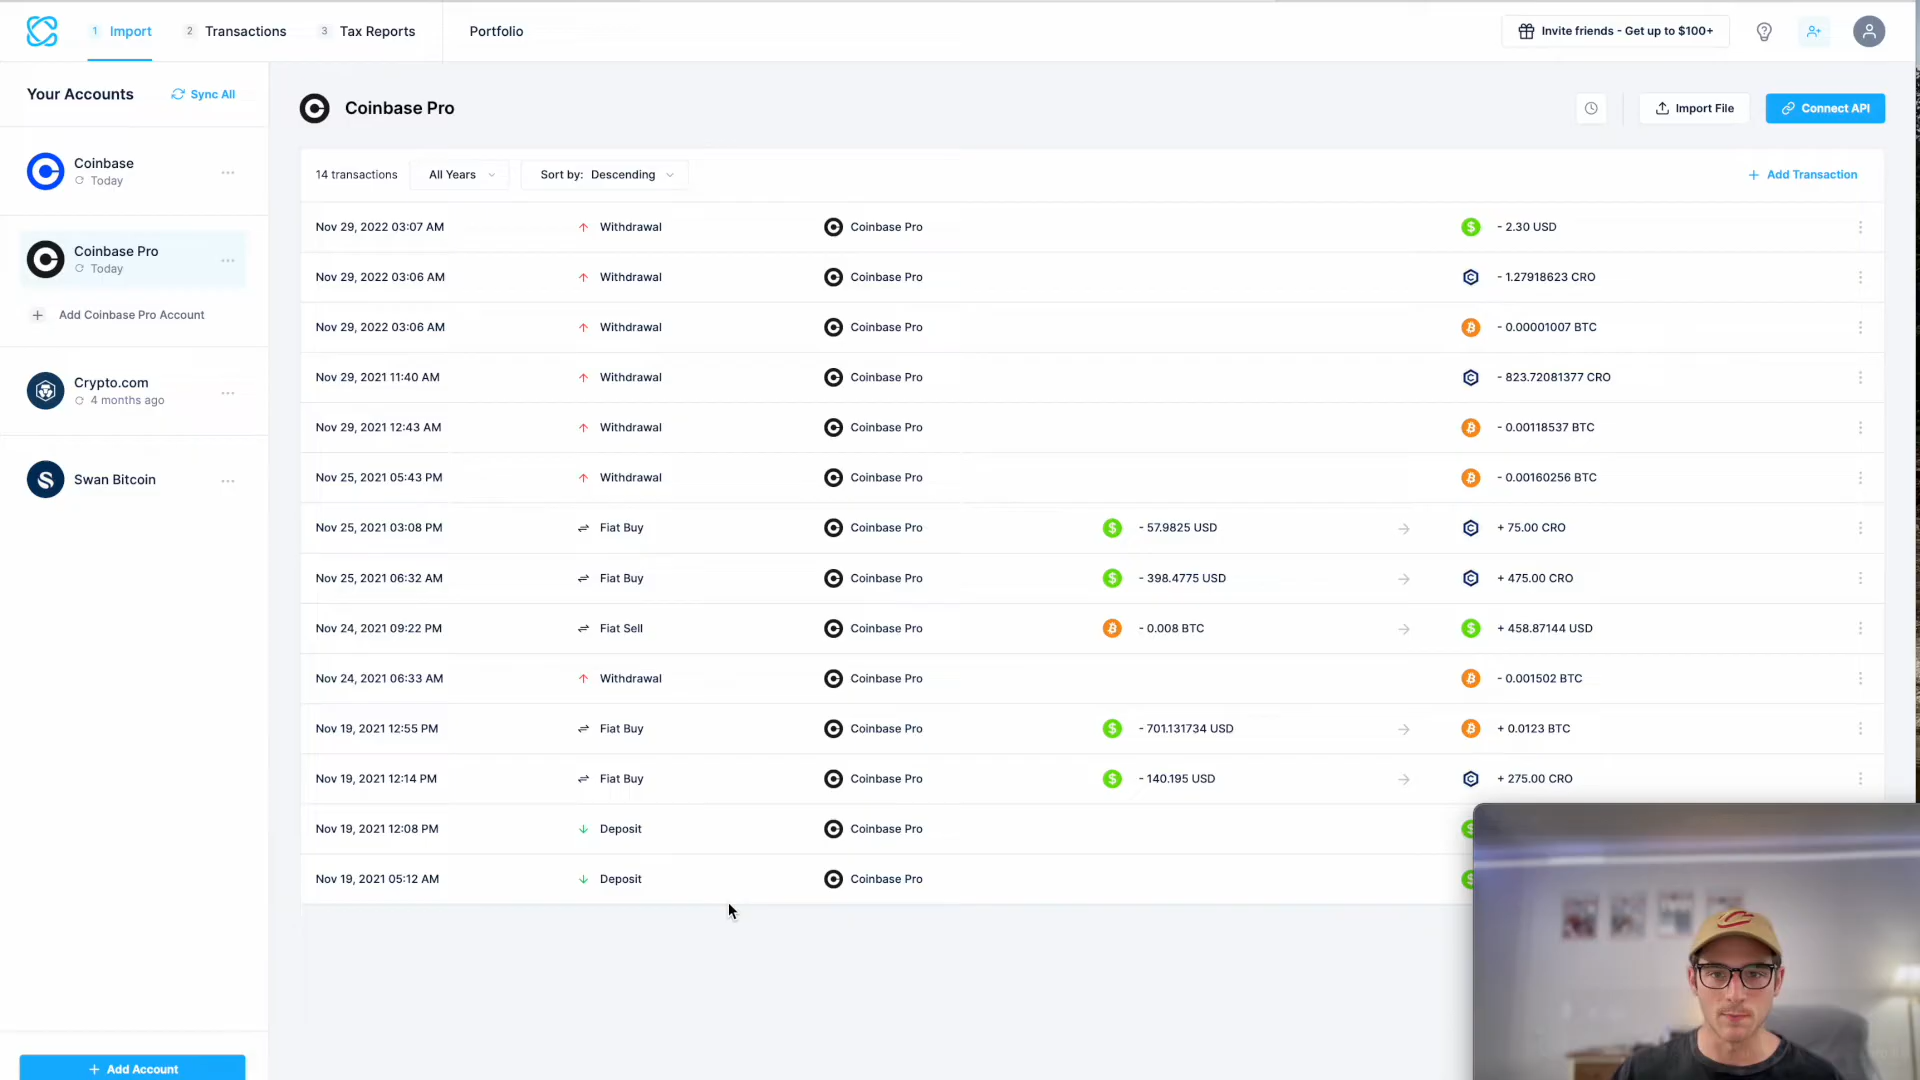 1 Import
2 Transactions
3 Tax Reports
Portfolio
Invite friends - Get up to $100+
Your Accounts
Sync All
Coinbase
Today
Coinbase Pro
Today
Add Coinbase Pro Account
Crypto.com
4 months ago
Swan Bitcoin
+ Add Account
Coinbase Pro
Import File
Connect API
14 transactions
All Years
Sort by: Descending
+ Add Transaction
Nov 29, 2022 03:07 AM Withdrawal Coinbase Pro - 2.30 USD
Nov 29, 2022 03:06 AM Withdrawal Coinbase Pro - 1.27918623 CRO
Nov 29, 2022 03:06 AM Withdrawal Coinbase Pro - 0.00001007 BTC
Nov 29, 2021 11:40 AM Withdrawal Coinbase Pro - 823.72081377 CRO
Nov 29, 2021 12:43 AM Withdrawal Coinbase Pro - 0.00118537 BTC
Nov 25, 2021 05:43 PM Withdrawal Coinbase Pro - 0.00160256 BTC
Nov 25, 2021 03:08 PM Fiat Buy Coinbase Pro - 57.9825 USD → + 75.00 CRO
Nov 25, 2021 06:32 AM Fiat Buy Coinbase Pro - 398.4775 USD → + 475.00 CRO
Nov 24, 2021 09:22 PM Fiat Sell Coinbase Pro - 0.008 BTC → + 458.87144 USD
Nov 24, 2021 06:33 AM Withdrawal Coinbase Pro - 0.001502 BTC
Nov 19, 2021 12:55 PM Fiat Buy Coinbase Pro - 701.131734 USD → + 0.0123 BTC
Nov 19, 2021 12:14 PM Fiat Buy Coinbase Pro - 140.195 USD → + 275.00 CRO
Nov 19, 2021 12:08 PM Deposit Coinbase Pro
Nov 19, 2021 05:12 AM Deposit Coinbase Pro